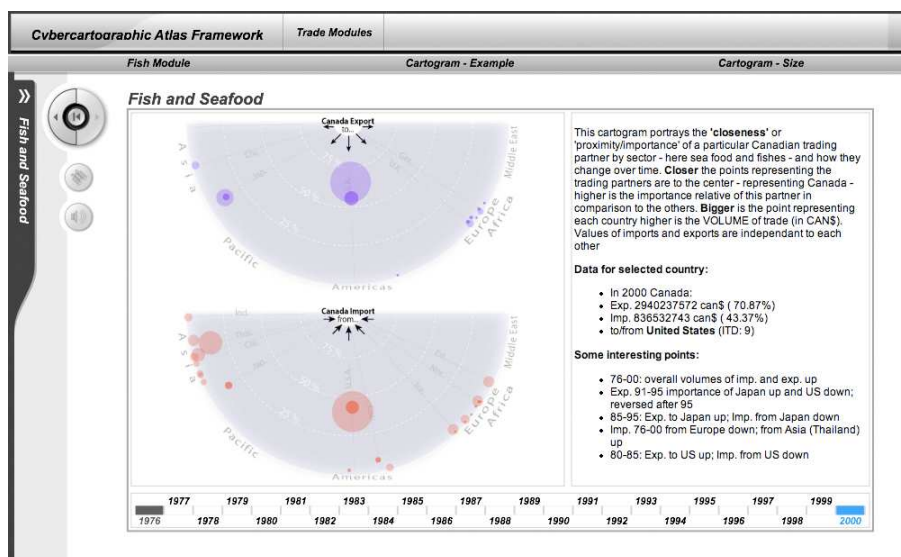 Cybercartographic Atlas Framework
Trade Modules
Fish Module
Cartogram - Example
Cartogram - Size
Fish and Seafood
Fish and Seafood
Canada Export
to...
Asia
Pacific
Americas
Europe
Africa
Middle East
Canada Import
from...
Asia
Pacific
Americas
Europe
Africa
Middle East
This cartogram portrays the 'closeness' or
'proximity/importance' of a particular Canadian trading
partner by sector - here sea food and fishes - and how they
change over time. Closer the points representing the
trading partners are to the center - representing Canada -
higher is the importance relative of this partner in
comparison to the others. Bigger is the point representing
each country higher is the VOLUME of trade (in CAN$).
Values of imports and exports are independant to each
other
Data for selected country:
In 2000 Canada:
Exp. 2940237572 can$ ( 70.87%)
Imp. 836532743 can$ ( 43.37%)
to/from United States (ITD: 9)
Some interesting points:
76-00: overall volumes of imp. and exp. up
Exp. 91-95 importance of Japan up and US down;
reversed after 95
85-95: Exp. to Japan up; Imp. from Japan down
Imp. 76-00 from Europe down; from Asia (Thailand)
up
80-85: Exp. to US up; Imp. from US down
1977 1979 1981 1983 1985 1987 1989 1991 1993 1995 1997 1999
1976 1978 1980 1982 1984 1986 1988 1990 1992 1994 1996 1998 2000